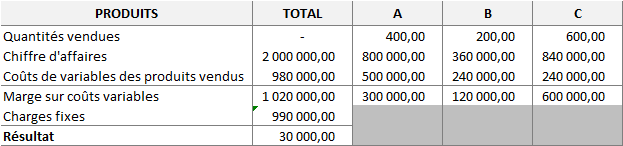 PRODUITS TOTAL A B C
Quantités vendues - 400,00 200,00 600,00
Chiffre d'affaires 2 000 000,00 800 000,00 360 000,00 840 000,00
Coûts de variables des produits vendus 980 000,00 500 000,00 240 000,00 240 000,00
Marge sur coûts variables 1 020 000,00 300 000,00 120 000,00 600 000,00
Charges fixes 990 000,00
Résultat 30 000,00